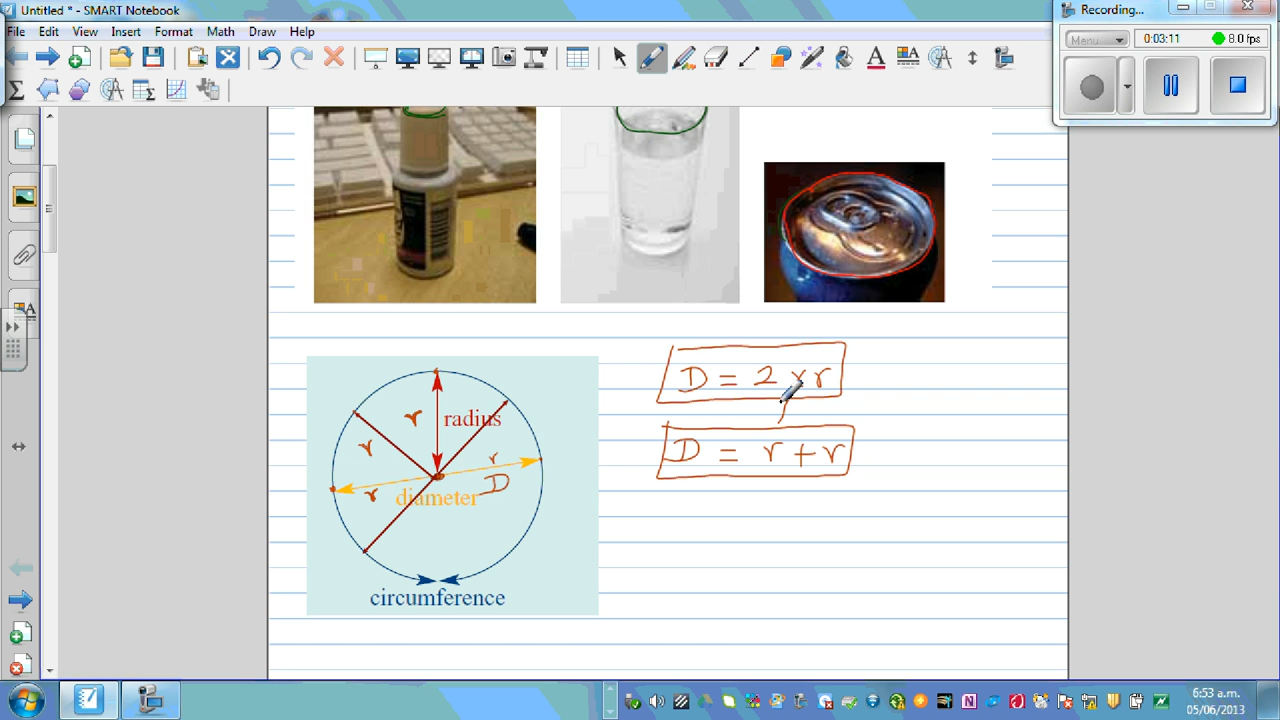 Untitled * - SMART Notebook
Recording...
File Edit View Insert Format Math Draw Help
Menu
0:03:11
8.0 fps
D = 2 x r
r radius
r
D = r + r
r
D
r diameter
circumference
6:53 a.m.
05/06/2013